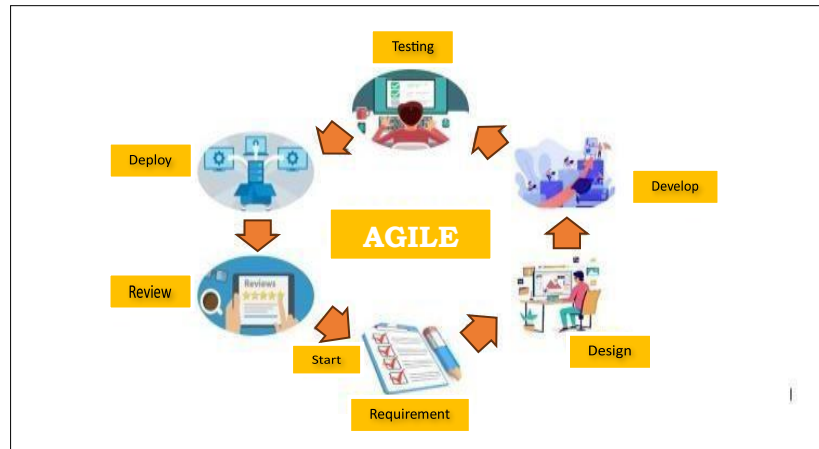 Testing
Deploy
Develop
AGILE
Review
Reviews
Start
Design
Requirement